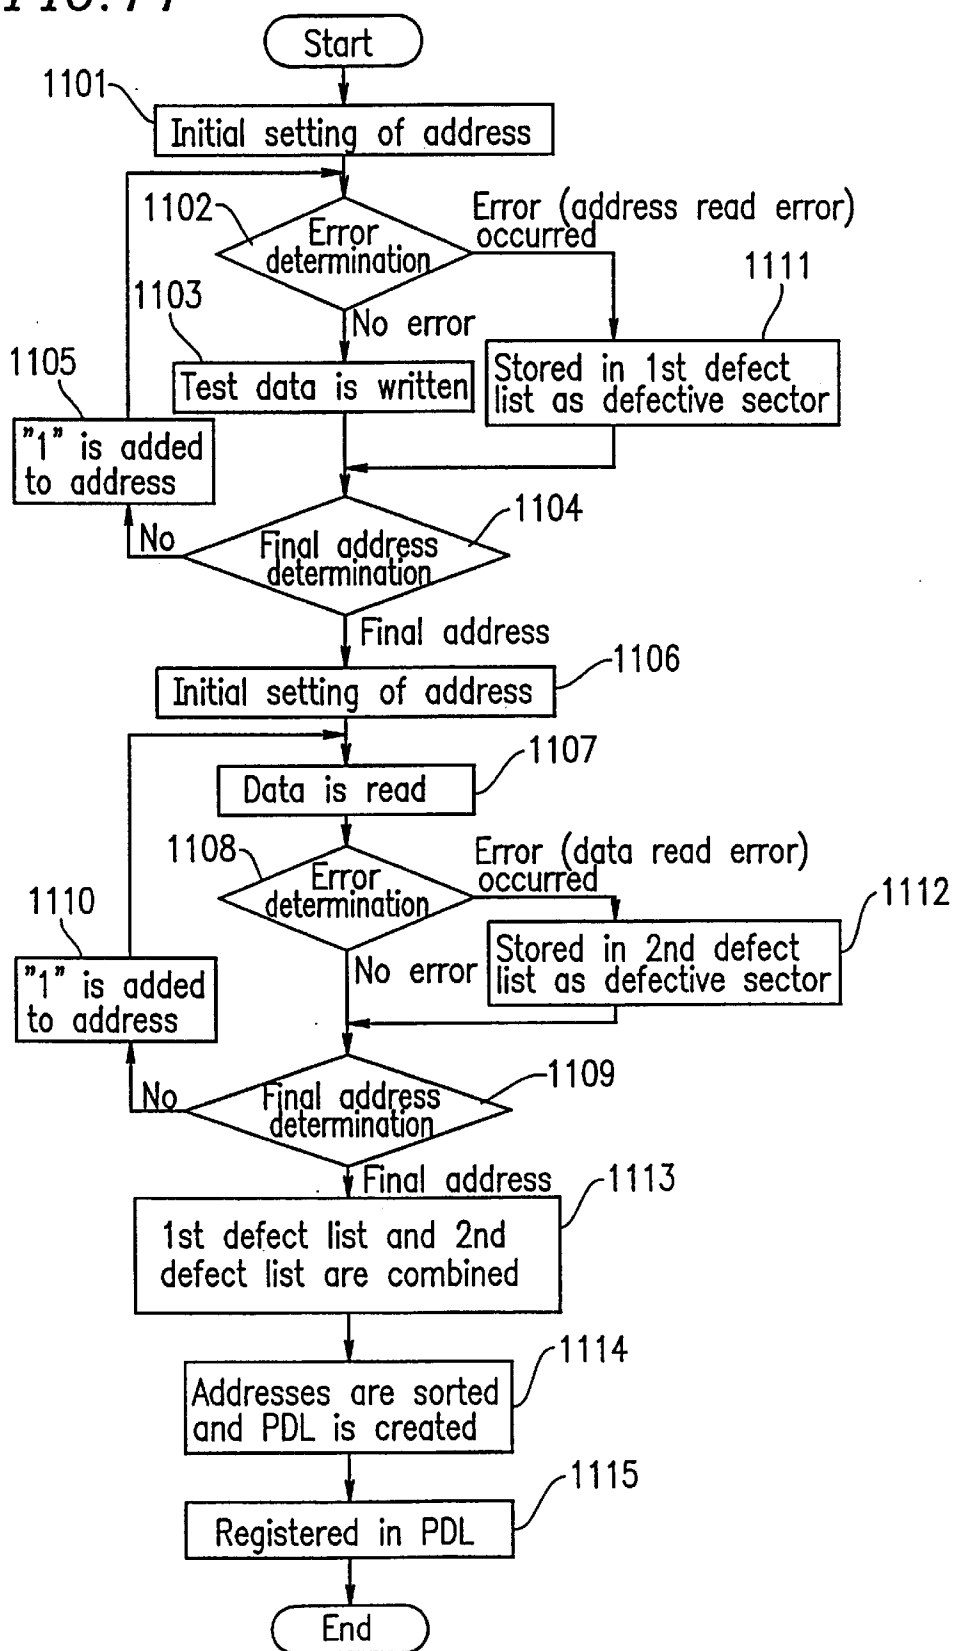 Start
1101
Initial setting of address
1102
Error
determination
Error (address read error)
occurred
1111
1103
No error
1105
Test data is written
Stored in 1st defect
list as defective sector
"1" is added
to address
1104
No
Final address
determination
Final address
1106
Initial setting of address
1107
Data is read
1108
Error
determination
Error (data read error)
occurred
1112
1110
No error
Stored in 2nd defect
list as defective sector
"1" is added
to address
1109
No
Final address
determination
Final address
1113
1st defect list and 2nd
defect list are combined
1114
Addresses are sorted
and PDL is created
1115
Registered in PDL
End